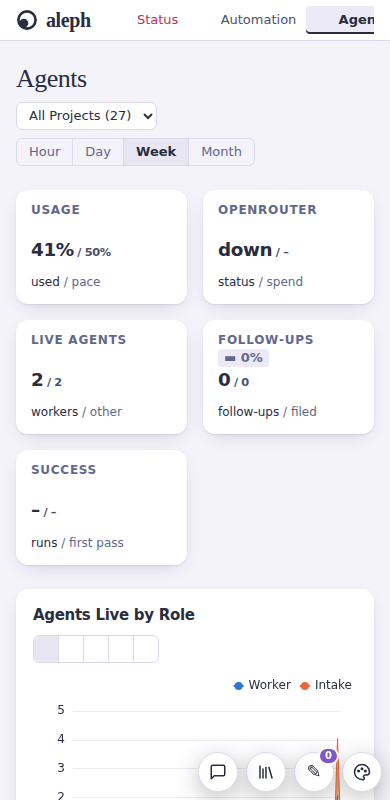 aleph Status Automation Agen
Agents
All Projects (27)
Hour Day Week Month
USAGE
41% / 50%
used / pace
OPENROUTER
down / –
status / spend
LIVE AGENTS
2 / 2
workers / other
FOLLOW-UPS
0%
0 / 0
follow-ups / filed
SUCCESS
– / –
runs / first pass
Agents Live by Role
Worker Intake
5
4
3
2
0